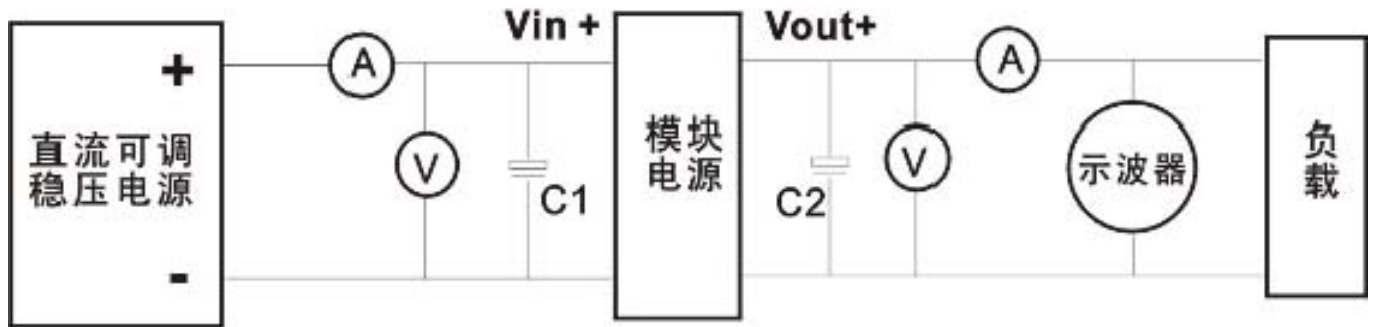 +
直流可调
稳压电源
-
A
V
C1
Vin +
模块
电源
Vout+
C2
V
A
示波器
负
载